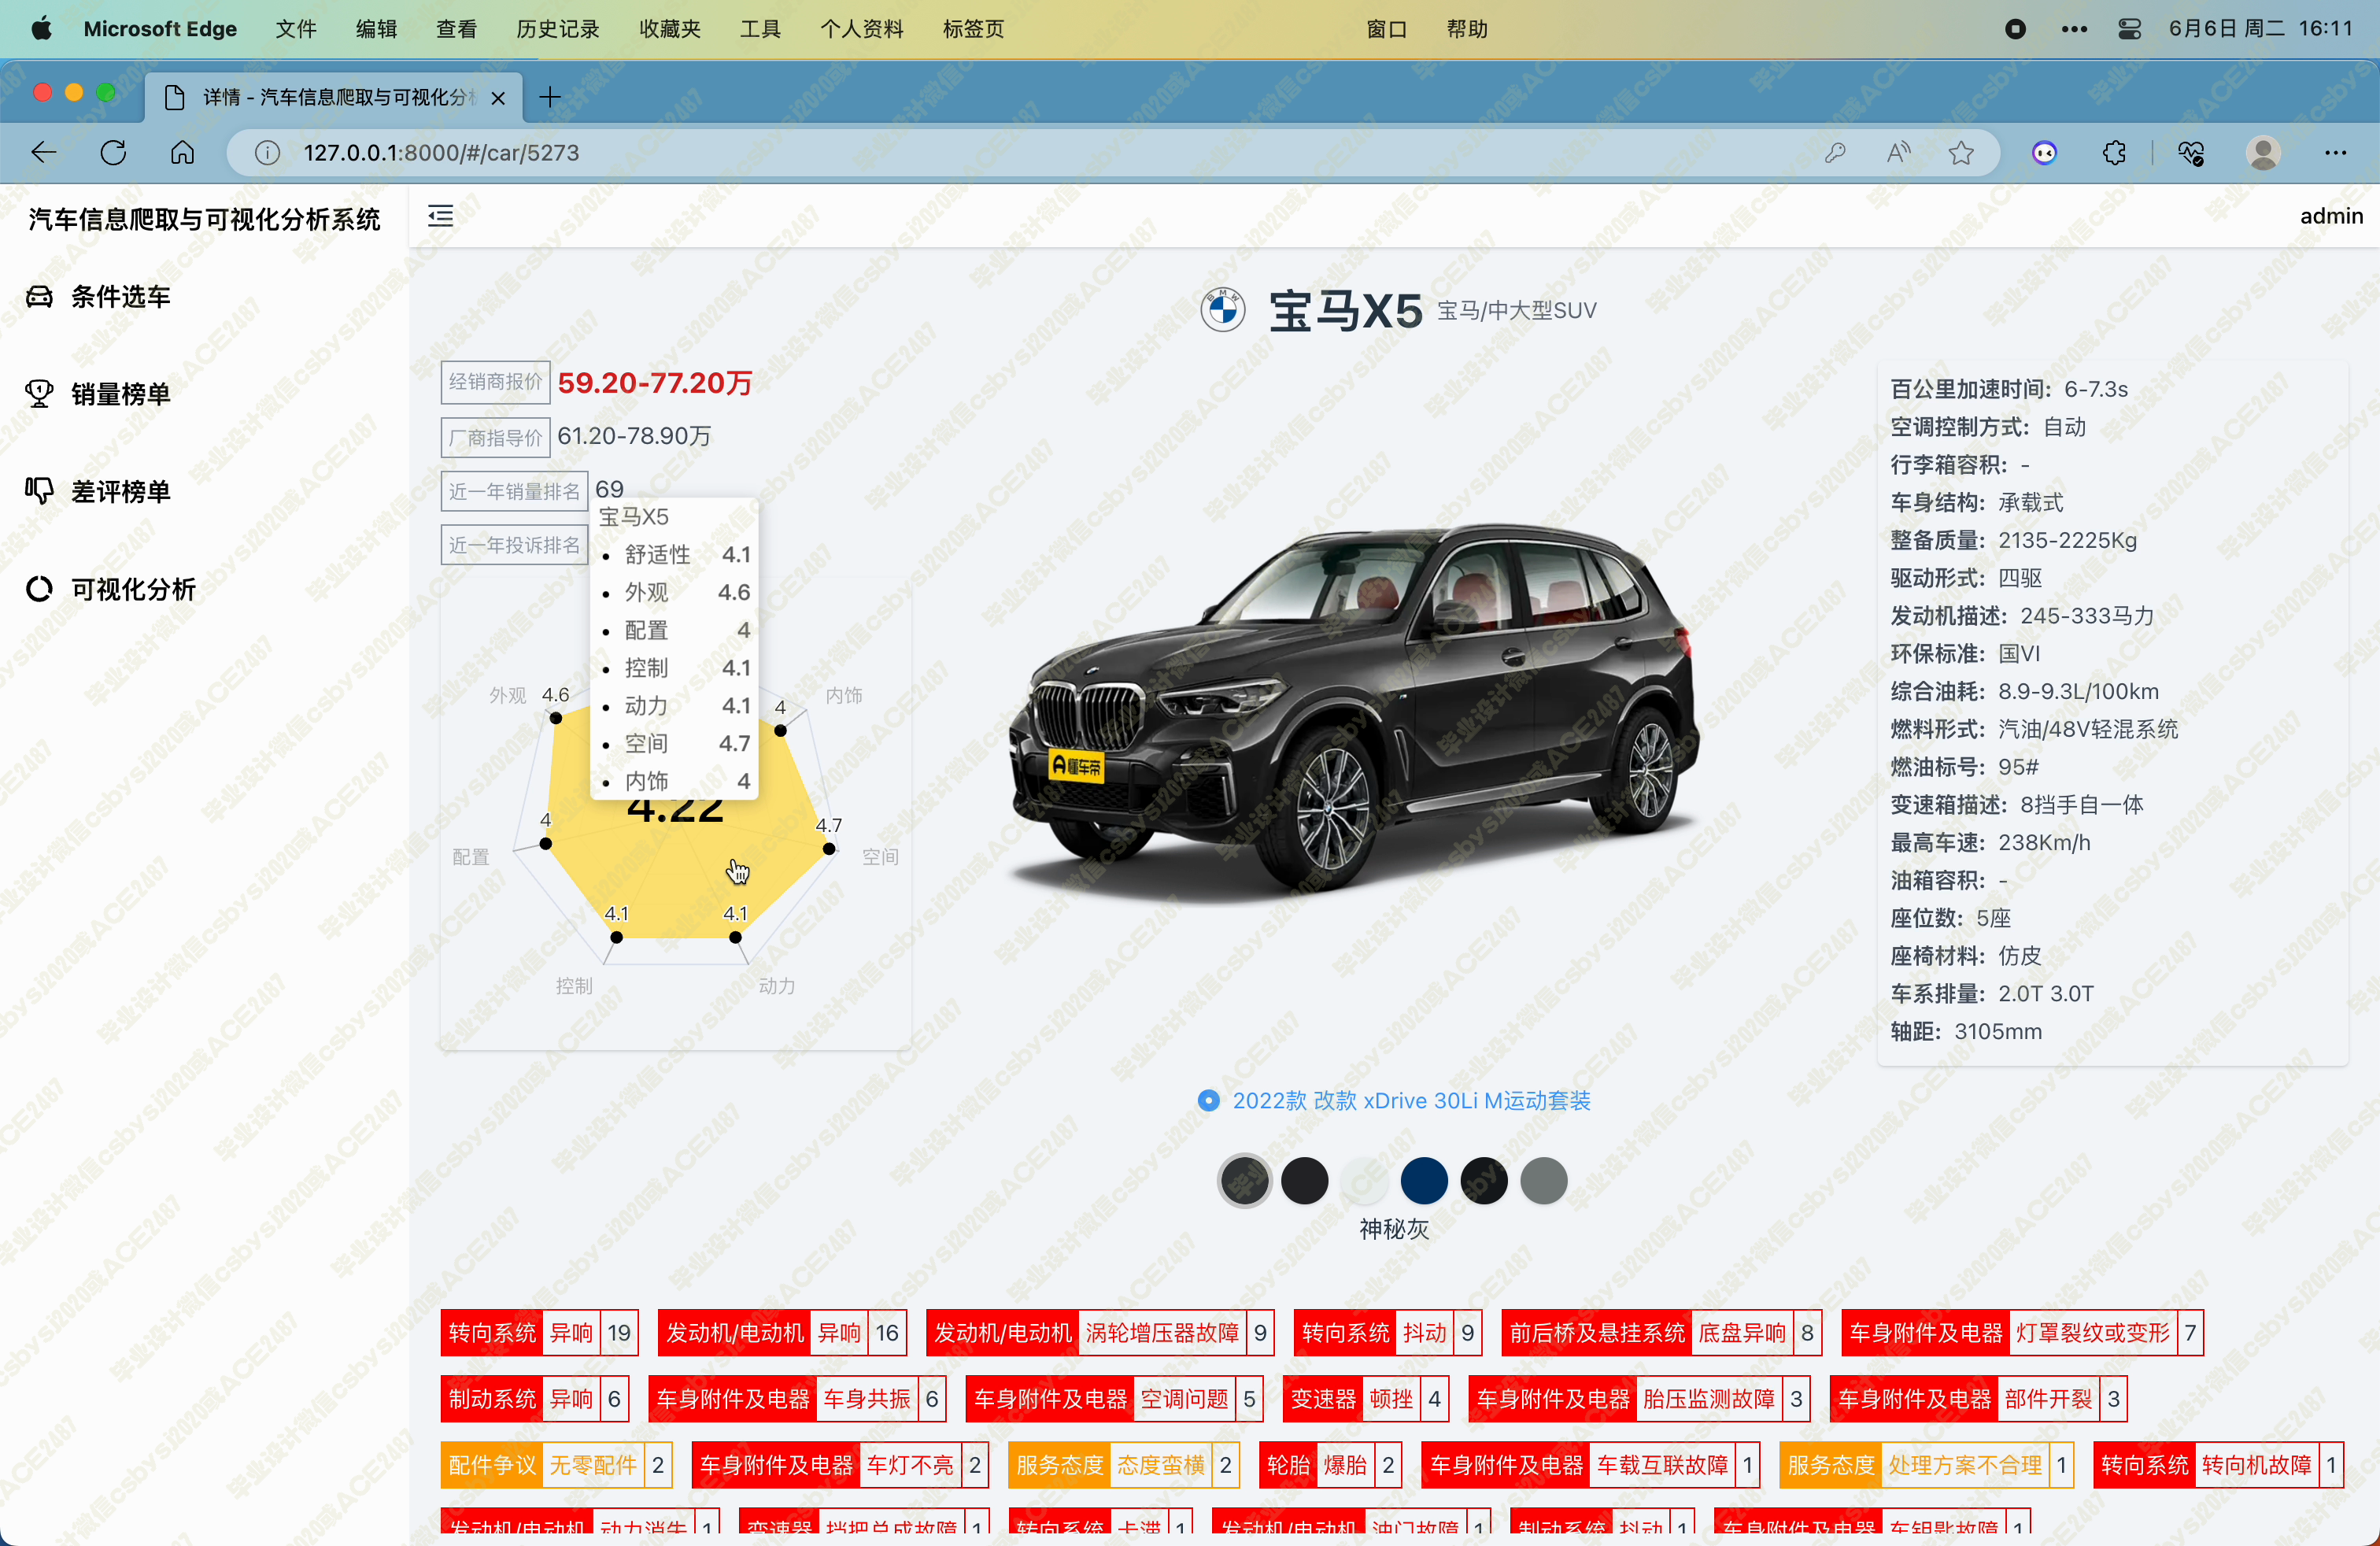 Microsoft Edge 文件 编辑 查看 历史记录 收藏夹 工具 个人资料 标签页 窗口 帮助 6月6日 周二 16:11
详情 - 汽车信息爬取与可视化分析
127.0.0.1:8000/#/car/5273
汽车信息爬取与可视化分析系统
admin
条件选车
销量榜单
差评榜单
可视化分析
宝马X5 宝马/中大型SUV
经销商报价 59.20-77.20万
厂商指导价 61.20-78.90万
近一年销量排名 69
近一年投诉排名
宝马X5
舒适性 4.1
外观 4.6
配置 4
控制 4.1
动力 4.1
空间 4.7
内饰 4
外观 4.6
4 内饰
4.22
4 配置
4.7 空间
4.1 控制
4.1 动力
懂车帝
百公里加速时间: 6-7.3s
空调控制方式: 自动
行李箱容积: -
车身结构: 承载式
整备质量: 2135-2225Kg
驱动形式: 四驱
发动机描述: 245-333马力
环保标准: 国VI
综合油耗: 8.9-9.3L/100km
燃料形式: 汽油/48V轻混系统
燃油标号: 95#
变速箱描述: 8挡手自一体
最高车速: 238Km/h
油箱容积: -
座位数: 5座
座椅材料: 仿皮
车系排量: 2.0T 3.0T
轴距: 3105mm
2022款 改款 xDrive 30Li M运动套装
神秘灰
转向系统 异响 19 发动机/电动机 异响 16 发动机/电动机 涡轮增压器故障 9 转向系统 抖动 9 前后桥及悬挂系统 底盘异响 8 车身附件及电器 灯罩裂纹或变形 7
制动系统 异响 6 车身附件及电器 车身共振 6 车身附件及电器 空调问题 5 变速器 顿挫 4 车身附件及电器 胎压监测故障 3 车身附件及电器 部件开裂 3
配件争议 无零配件 2 车身附件及电器 车灯不亮 2 服务态度 态度蛮横 2 轮胎 爆胎 2 车身附件及电器 车载互联故障 1 服务态度 处理方案不合理 1 转向系统 转向机故障 1
发动机/电动机 动力消失 1 变速器 挡把总成故障 1 转向系统 卡滞 1 发动机/电动机 油门故障 1 制动系统 抖动 1 车身附件及电器 车钥匙故障 1
毕业设计微信csbysj2020或ACE2487